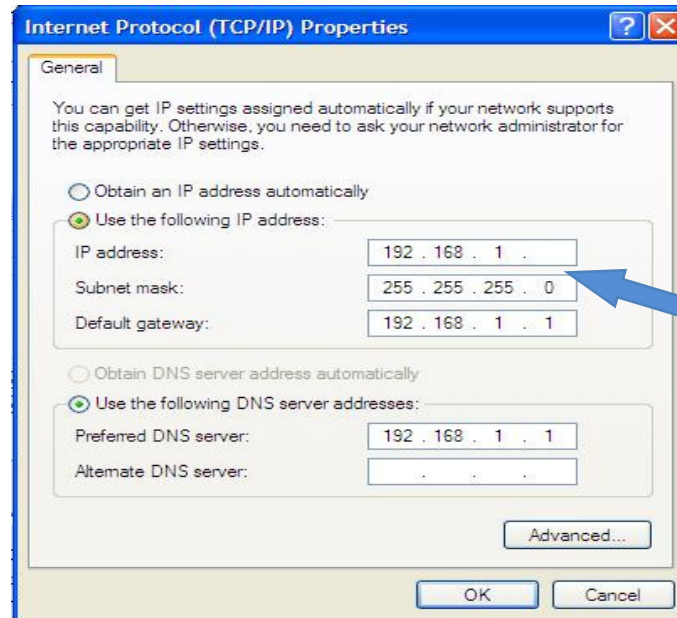 Internet Protocol (TCP/IP) Properties
General
You can get IP settings assigned automatically if your network supports
this capability. Otherwise, you need to ask your network administrator for
the appropriate IP settings.
Obtain an IP address automatically
Use the following IP address:
IP address: 192 . 168 . 1 .
Subnet mask: 255 . 255 . 255 . 0
Default gateway: 192 . 168 . 1 . 1
Obtain DNS server address automatically
Use the following DNS server addresses:
Preferred DNS server: 192 . 168 . 1 . 1
Alternate DNS server: . . .
Advanced...
OK Cancel